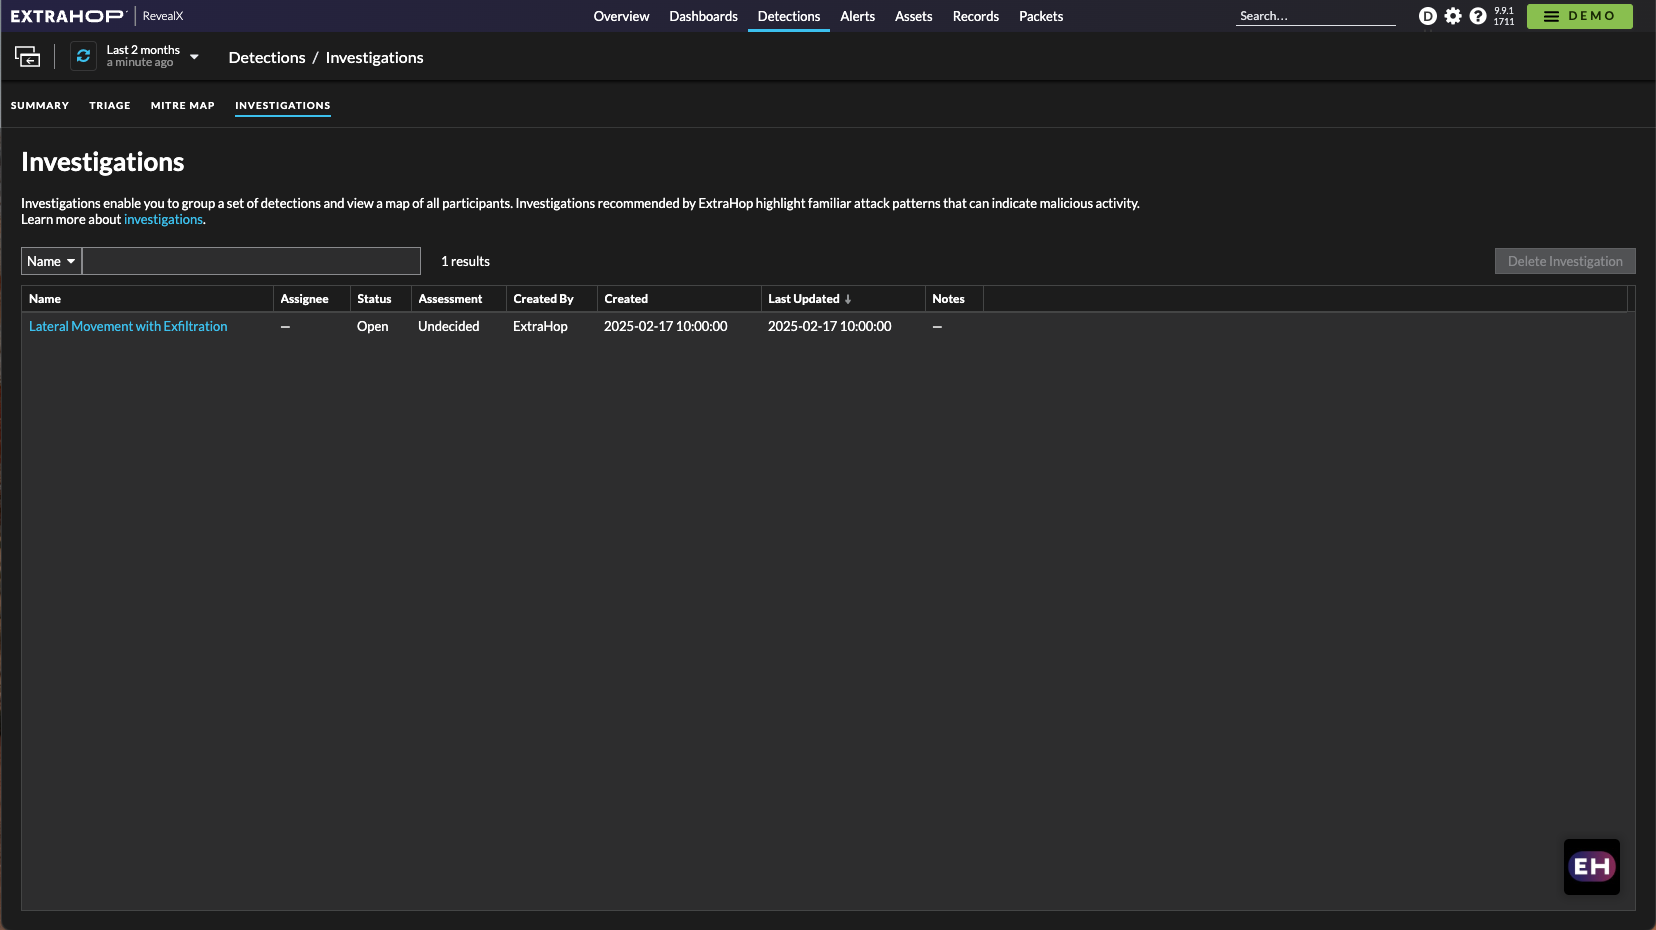 EXTRAHOP RevealX Overview Dashboards Detections Alerts Assets Records Packets Search... D ? 9.9.1 1711 DEMO
Last 2 months
a minute ago
Detections / Investigations
SUMMARY TRIAGE MITRE MAP INVESTIGATIONS
Investigations
Investigations enable you to group a set of detections and view a map of all participants. Investigations recommended by ExtraHop highlight familiar attack patterns that can indicate malicious activity.
Learn more about investigations.
Name 1 results Delete Investigation
Name Assignee Status Assessment Created By Created Last Updated ↓ Notes
Lateral Movement with Exfiltration — Open Undecided ExtraHop 2025-02-17 10:00:00 2025-02-17 10:00:00 —
EH